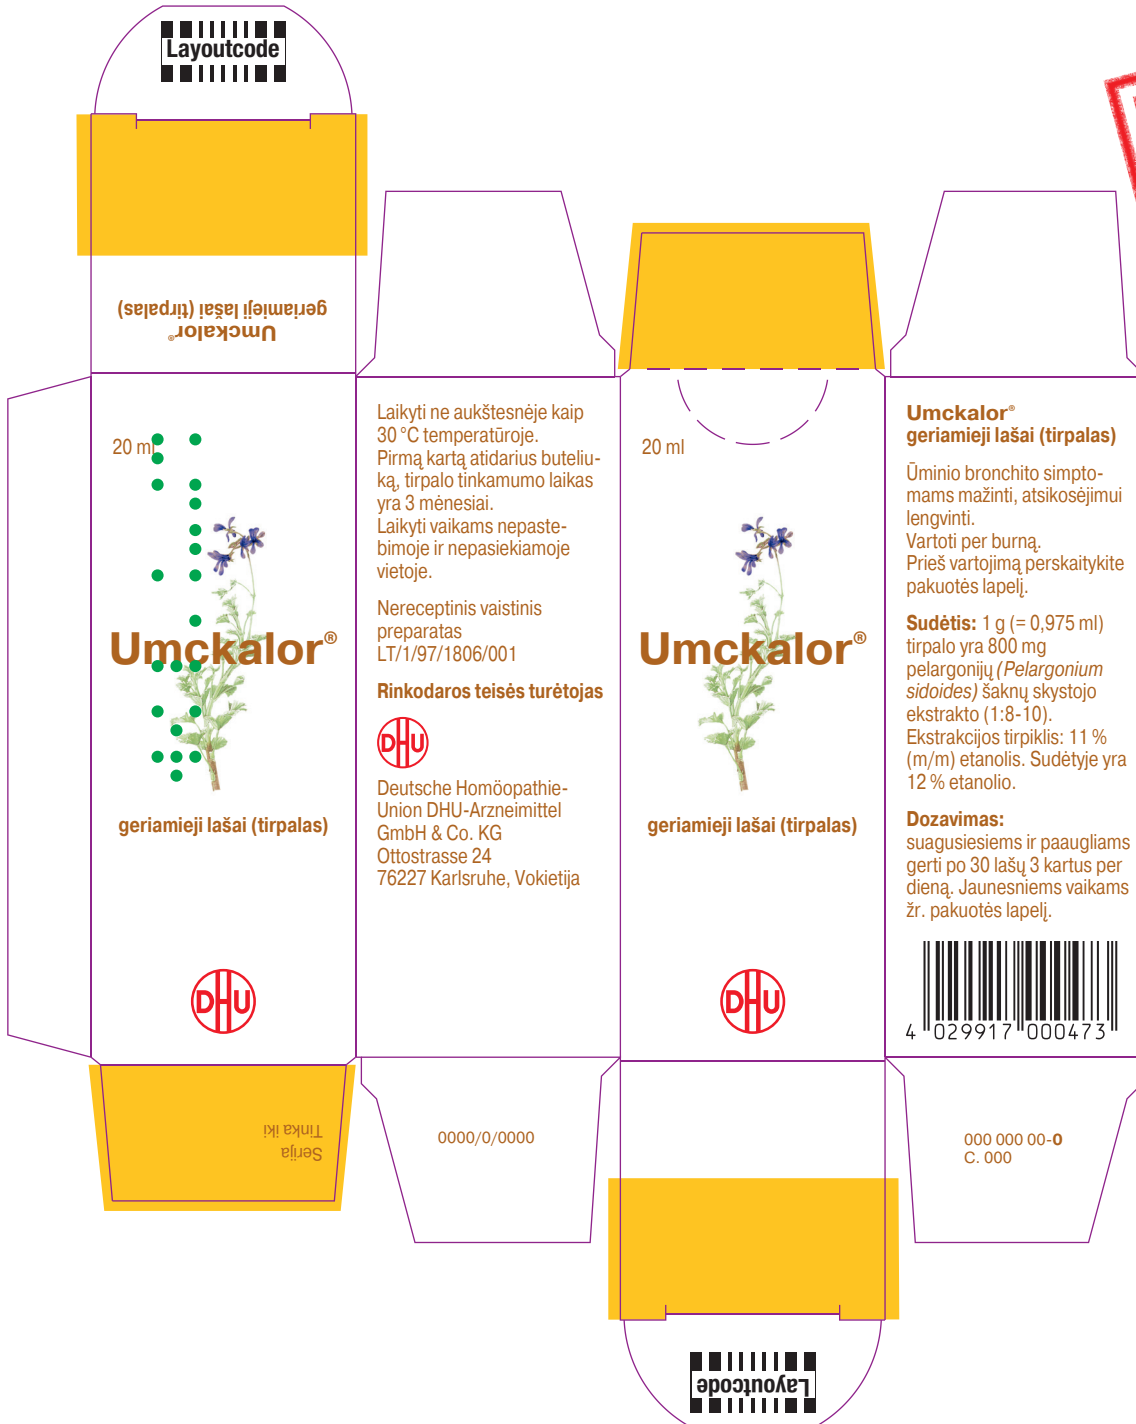 Layoutcode
Umckalor®
geriamieji lašai (tirpalas)
20 ml
Umckalor®
geriamieji lašai (tirpalas)
DHU
Serija
Tinka iki
Laikyti ne aukštesnėje kaip
30 °C temperatūroje.
Pirmą kartą atidarius buteliu-
ką, tirpalo tinkamumo laikas
yra 3 mėnesiai.
Laikyti vaikams nepaste-
bimoje ir nepasiekiamoje
vietoje.
Nereceptinis vaistinis
preparatas
LT/1/97/1806/001
Rinkodaros teisės turėtojas
DHU
Deutsche Homöopathie-
Union DHU-Arzneimittel
GmbH & Co. KG
Ottostrasse 24
76227 Karlsruhe, Vokietija
0000/0/0000
20 ml
Umckalor®
geriamieji lašai (tirpalas)
DHU
Layoutcode
Umckalor®
geriamieji lašai (tirpalas)
Ūminio bronchito simpto-
mams mažinti, atsikosėjimui
lengvinti.
Vartoti per burną.
Prieš vartojimą perskaitykite
pakuotės lapelį.
Sudėtis: 1 g (= 0,975 ml)
tirpalo yra 800 mg
pelargonijų (Pelargonium
sidoides) šaknų skystojo
ekstrakto (1:8-10).
Ekstrakcijos tirpiklis: 11 %
(m/m) etanolis. Sudėtyje yra
12 % etanolio.
Dozavimas:
suagusiesiems ir paaugliams
gerti po 30 lašų 3 kartus per
dieną. Jaunesniems vaikams
žr. pakuotės lapelį.
4 029917 000473
000 000 00-0
C. 000